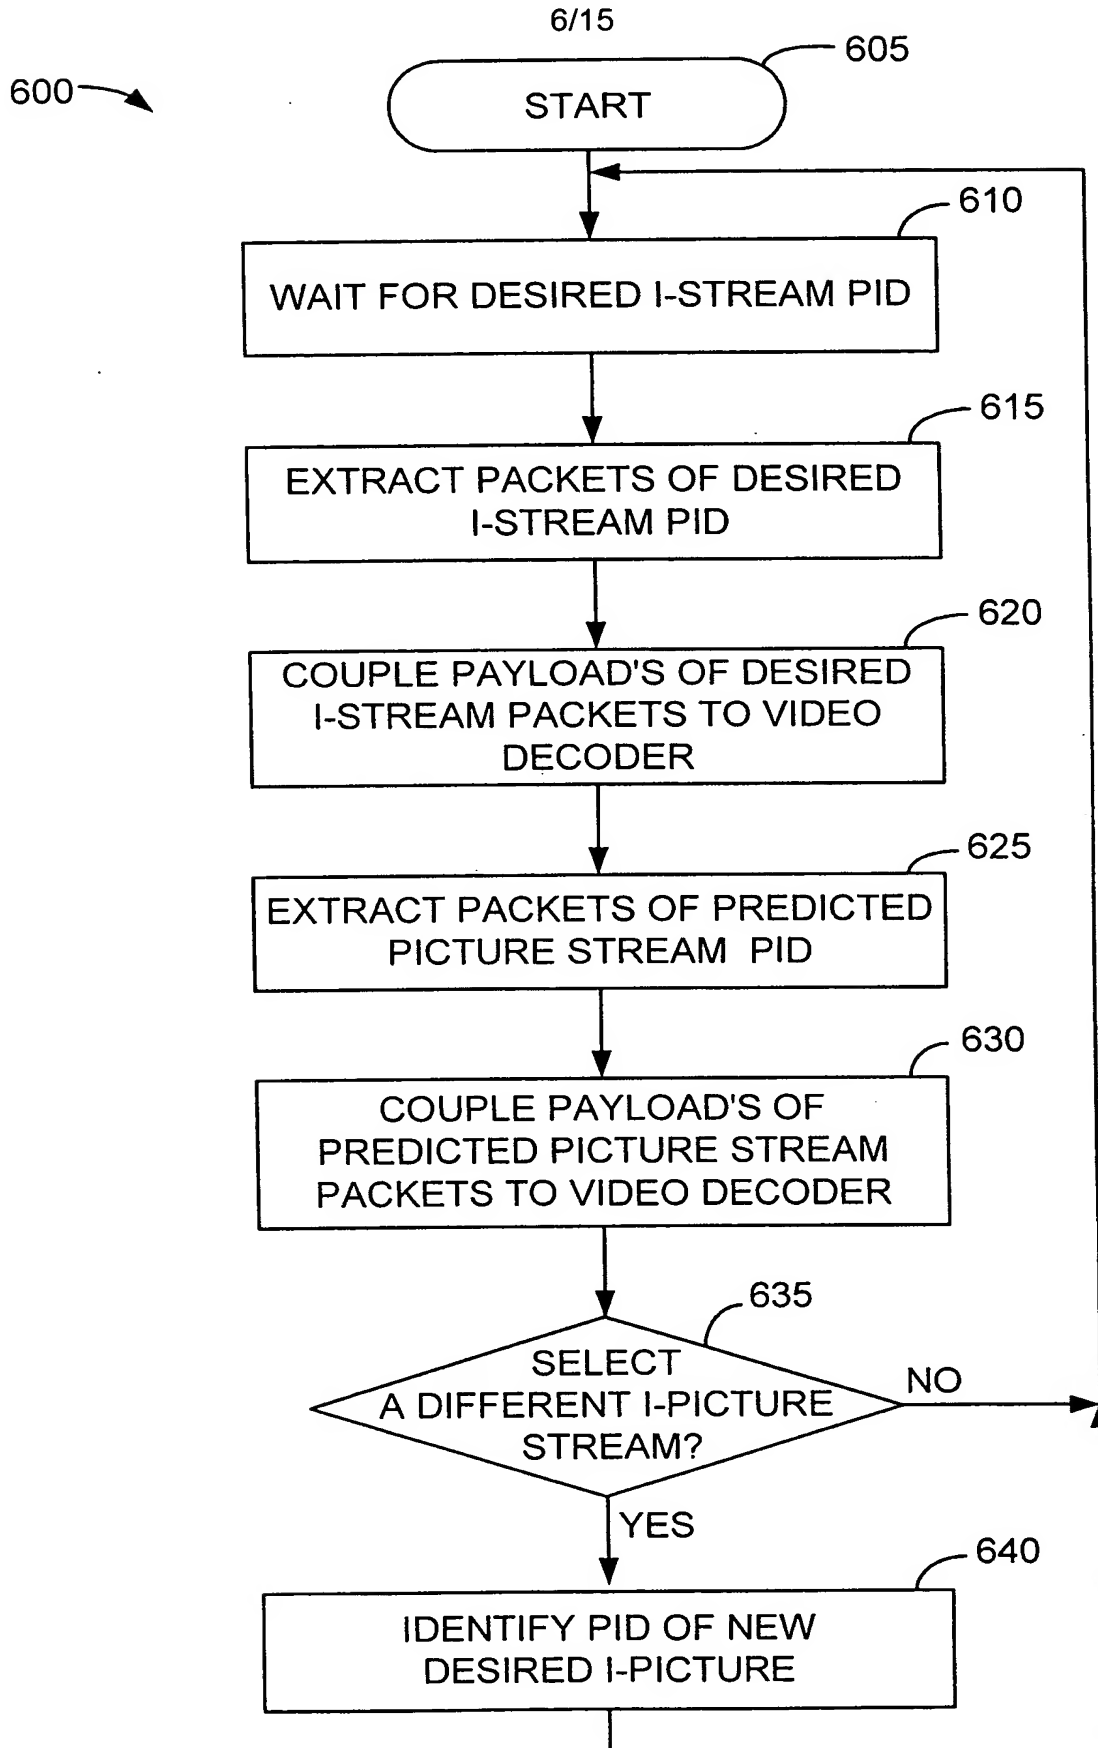 6/15
600
605
START
610
WAIT FOR DESIRED I-STREAM PID
615
EXTRACT PACKETS OF DESIRED
I-STREAM PID
620
COUPLE PAYLOAD'S OF DESIRED
I-STREAM PACKETS TO VIDEO
DECODER
625
EXTRACT PACKETS OF PREDICTED
PICTURE STREAM PID
630
COUPLE PAYLOAD'S OF
PREDICTED PICTURE STREAM
PACKETS TO VIDEO DECODER
635
SELECT
A DIFFERENT I-PICTURE
STREAM?
NO
YES
640
IDENTIFY PID OF NEW
DESIRED I-PICTURE